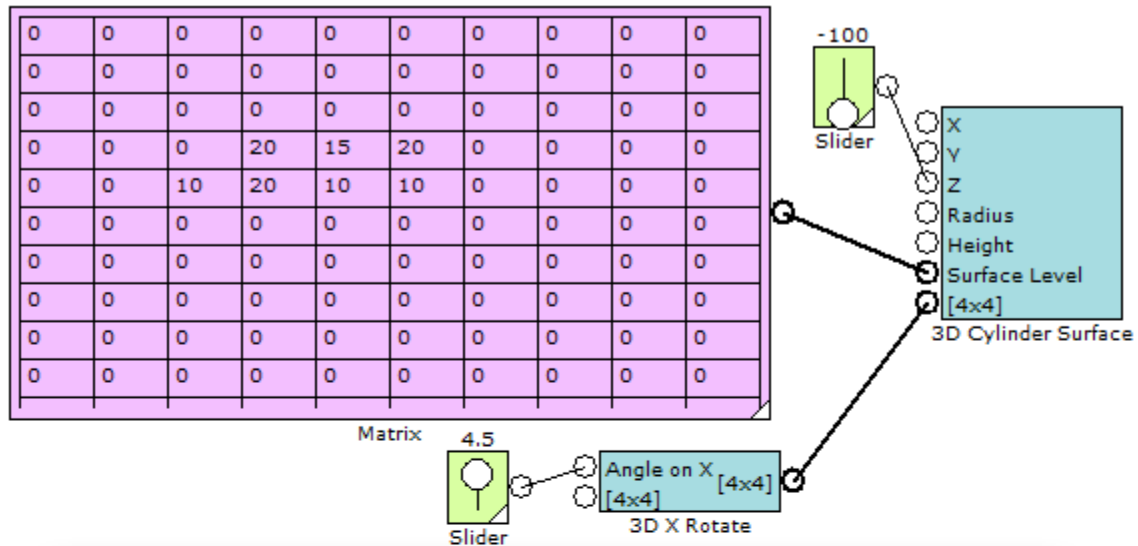 0 0 0 0 0 0 0 0 0 0
0 0 0 0 0 0 0 0 0 0
0 0 0 0 0 0 0 0 0 0
0 0 0 20 15 20 0 0 0 0
0 0 10 20 10 10 0 0 0 0
0 0 0 0 0 0 0 0 0 0
0 0 0 0 0 0 0 0 0 0
0 0 0 0 0 0 0 0 0 0
0 0 0 0 0 0 0 0 0 0
0 0 0 0 0 0 0 0 0 0
Matrix
-100
Slider
X
Y
Z
Radius
Height
Surface Level
[4x4]
3D Cylinder Surface
4.5
Slider
Angle on X [4x4]
[4x4]
3D X Rotate